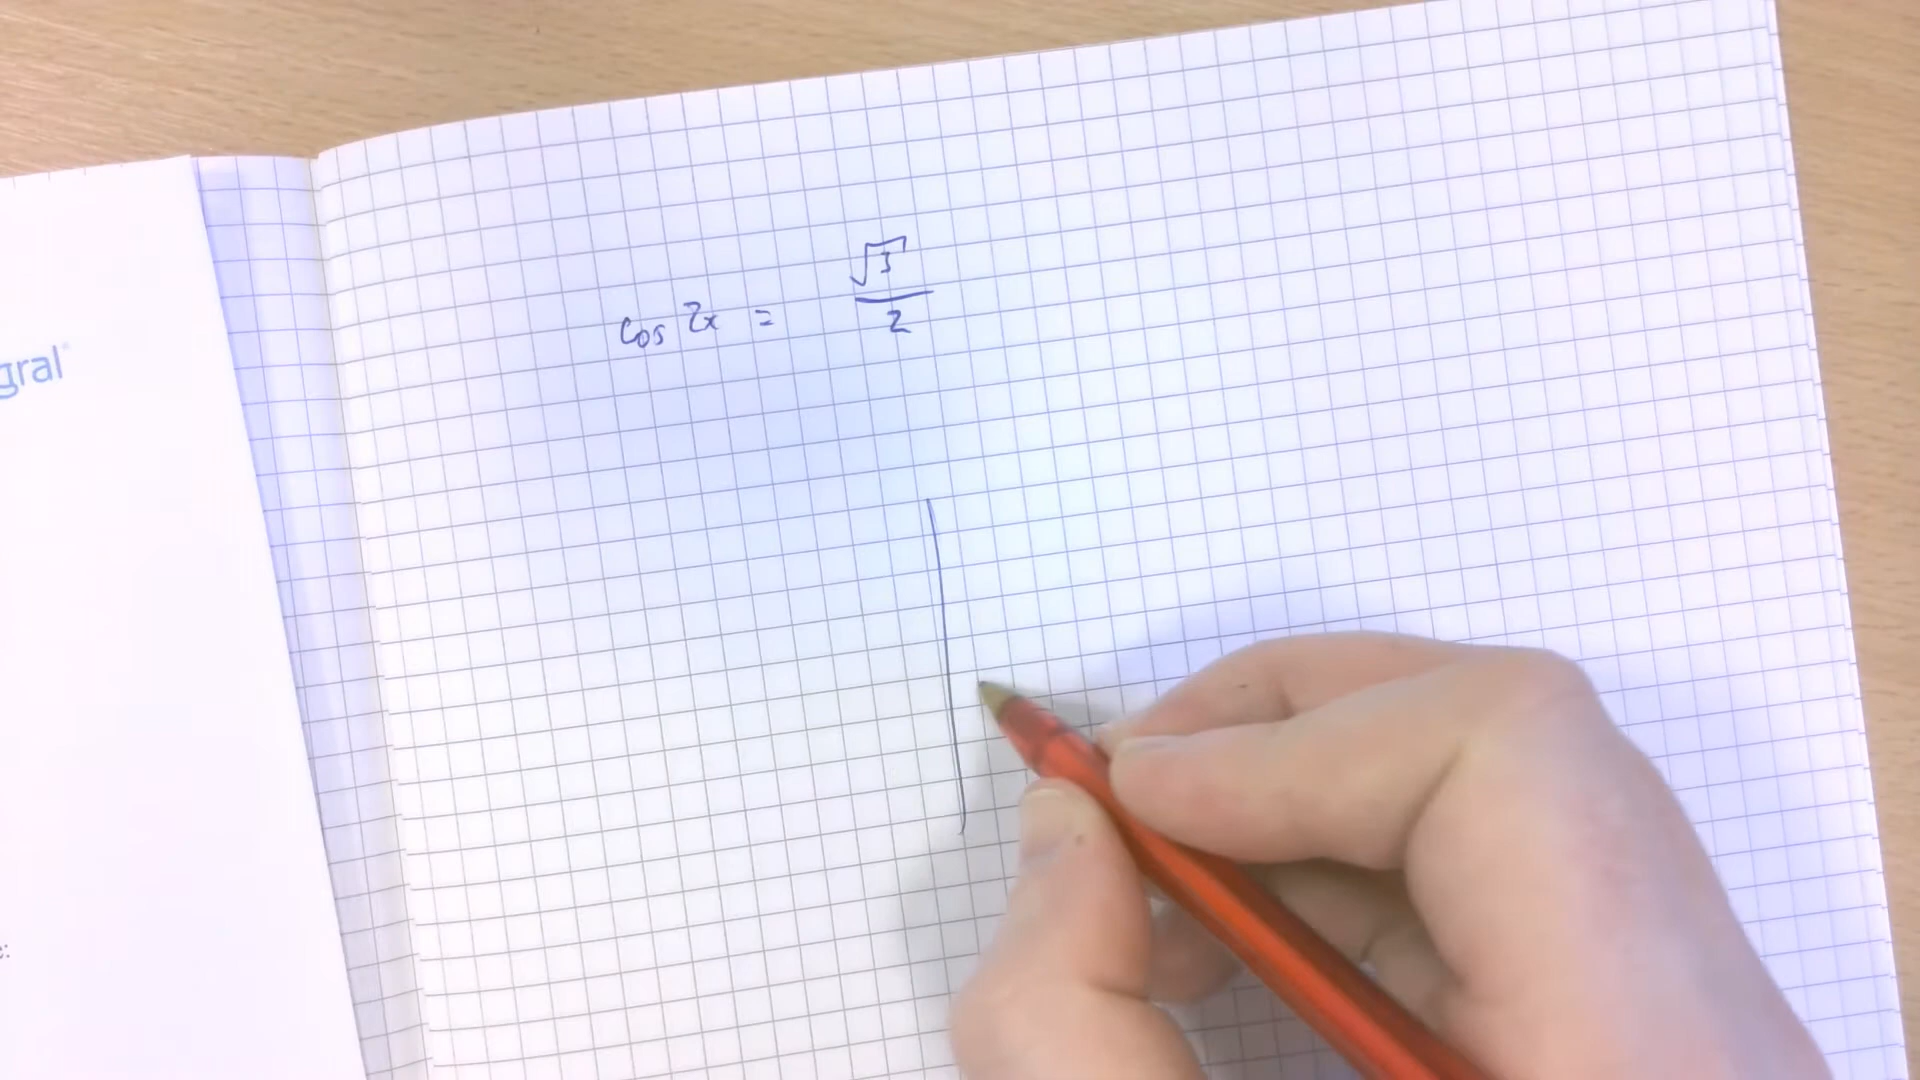 gral
cos 2x = √3/2
: